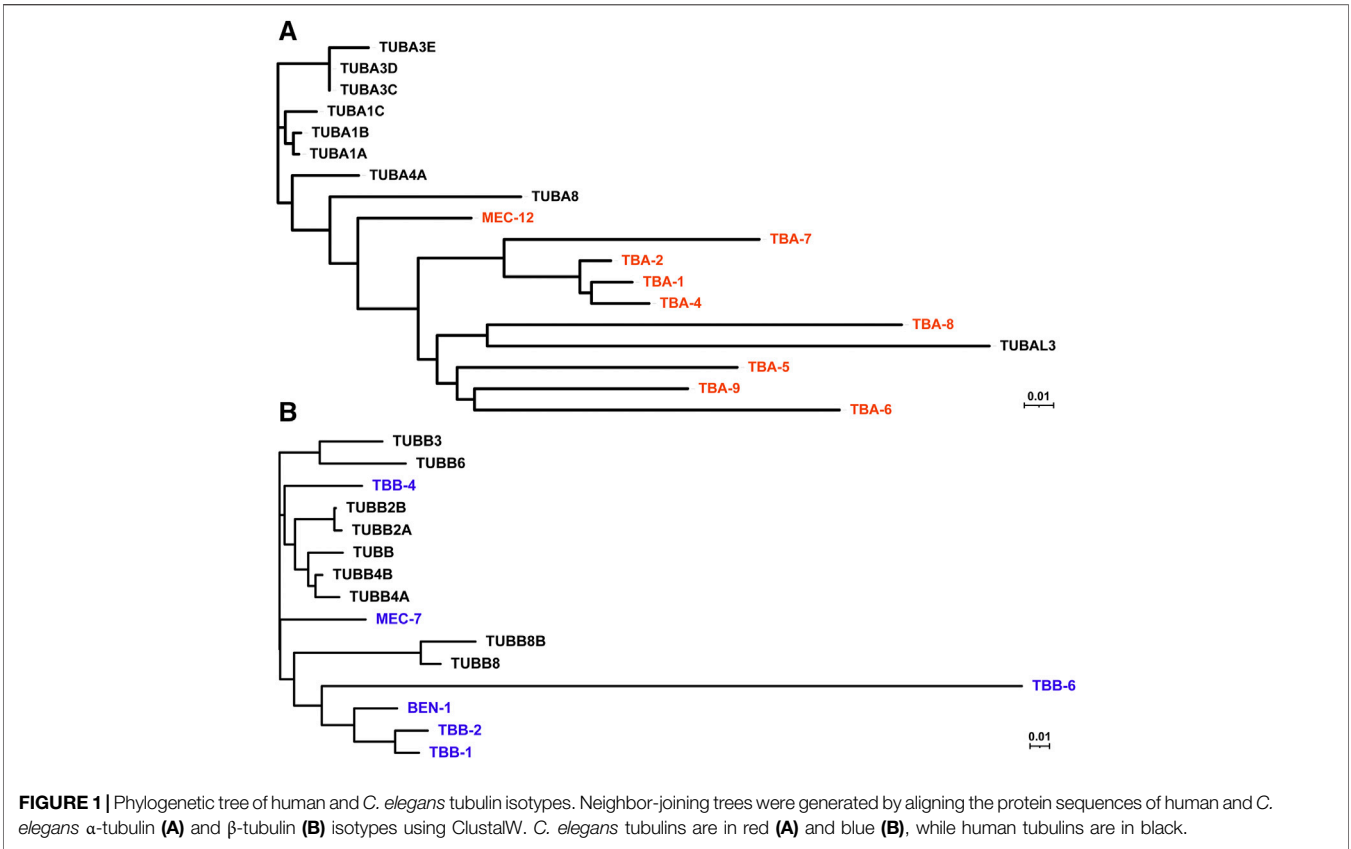 A
TUBA3E
TUBA3D
TUBA3C
TUBA1C
TUBA1B
TUBA1A
TUBA4A
TUBA8
MEC-12
TBA-7
TBA-2
TBA-1
TBA-4
TBA-8
TUBAL3
TBA-5
TBA-9
TBA-6
0.01
B
TUBB3
TUBB6
TBB-4
TUBB2B
TUBB2A
TUBB
TUBB4B
TUBB4A
MEC-7
TUBB8B
TUBB8
TBB-6
BEN-1
TBB-2
TBB-1
0.01
FIGURE 1 | Phylogenetic tree of human and C. elegans tubulin isotypes. Neighbor-joining trees were generated by aligning the protein sequences of human and C.
elegans α-tubulin (A) and β-tubulin (B) isotypes using ClustalW. C. elegans tubulins are in red (A) and blue (B), while human tubulins are in black.